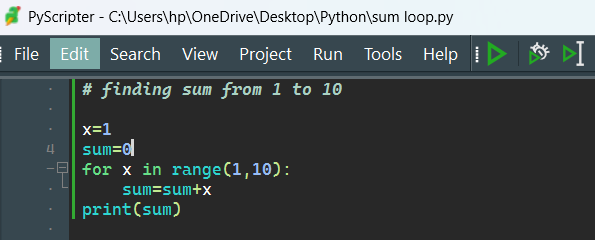 PyScripter - C:\Users\hp\OneDrive\Desktop\Python\sum loop.py
File Edit Search View Project Run Tools Help
# finding sum from 1 to 10
x=1
4 sum=0
for x in range(1,10):
    sum=sum+x
print(sum)